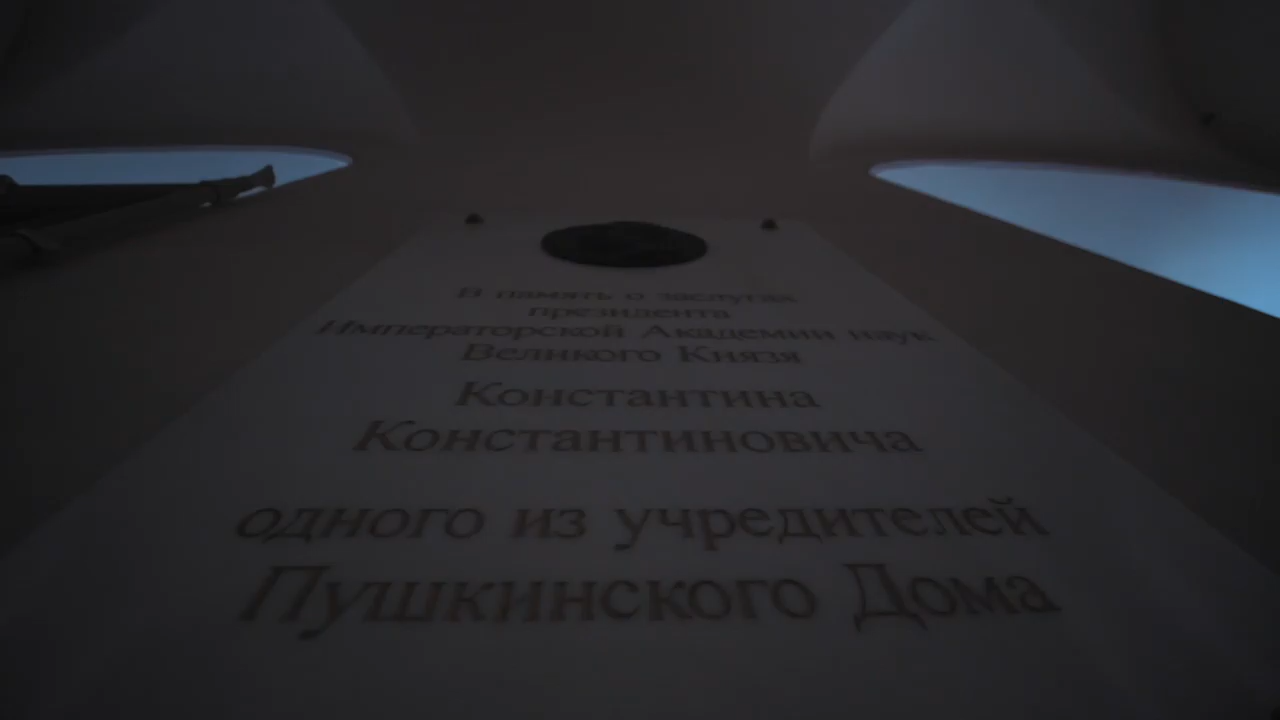 В память о заслугах
президента
Императорской Академии наук
Великого Князя
Константина
Константиновича
одного из учредителей
Пушкинского Дома